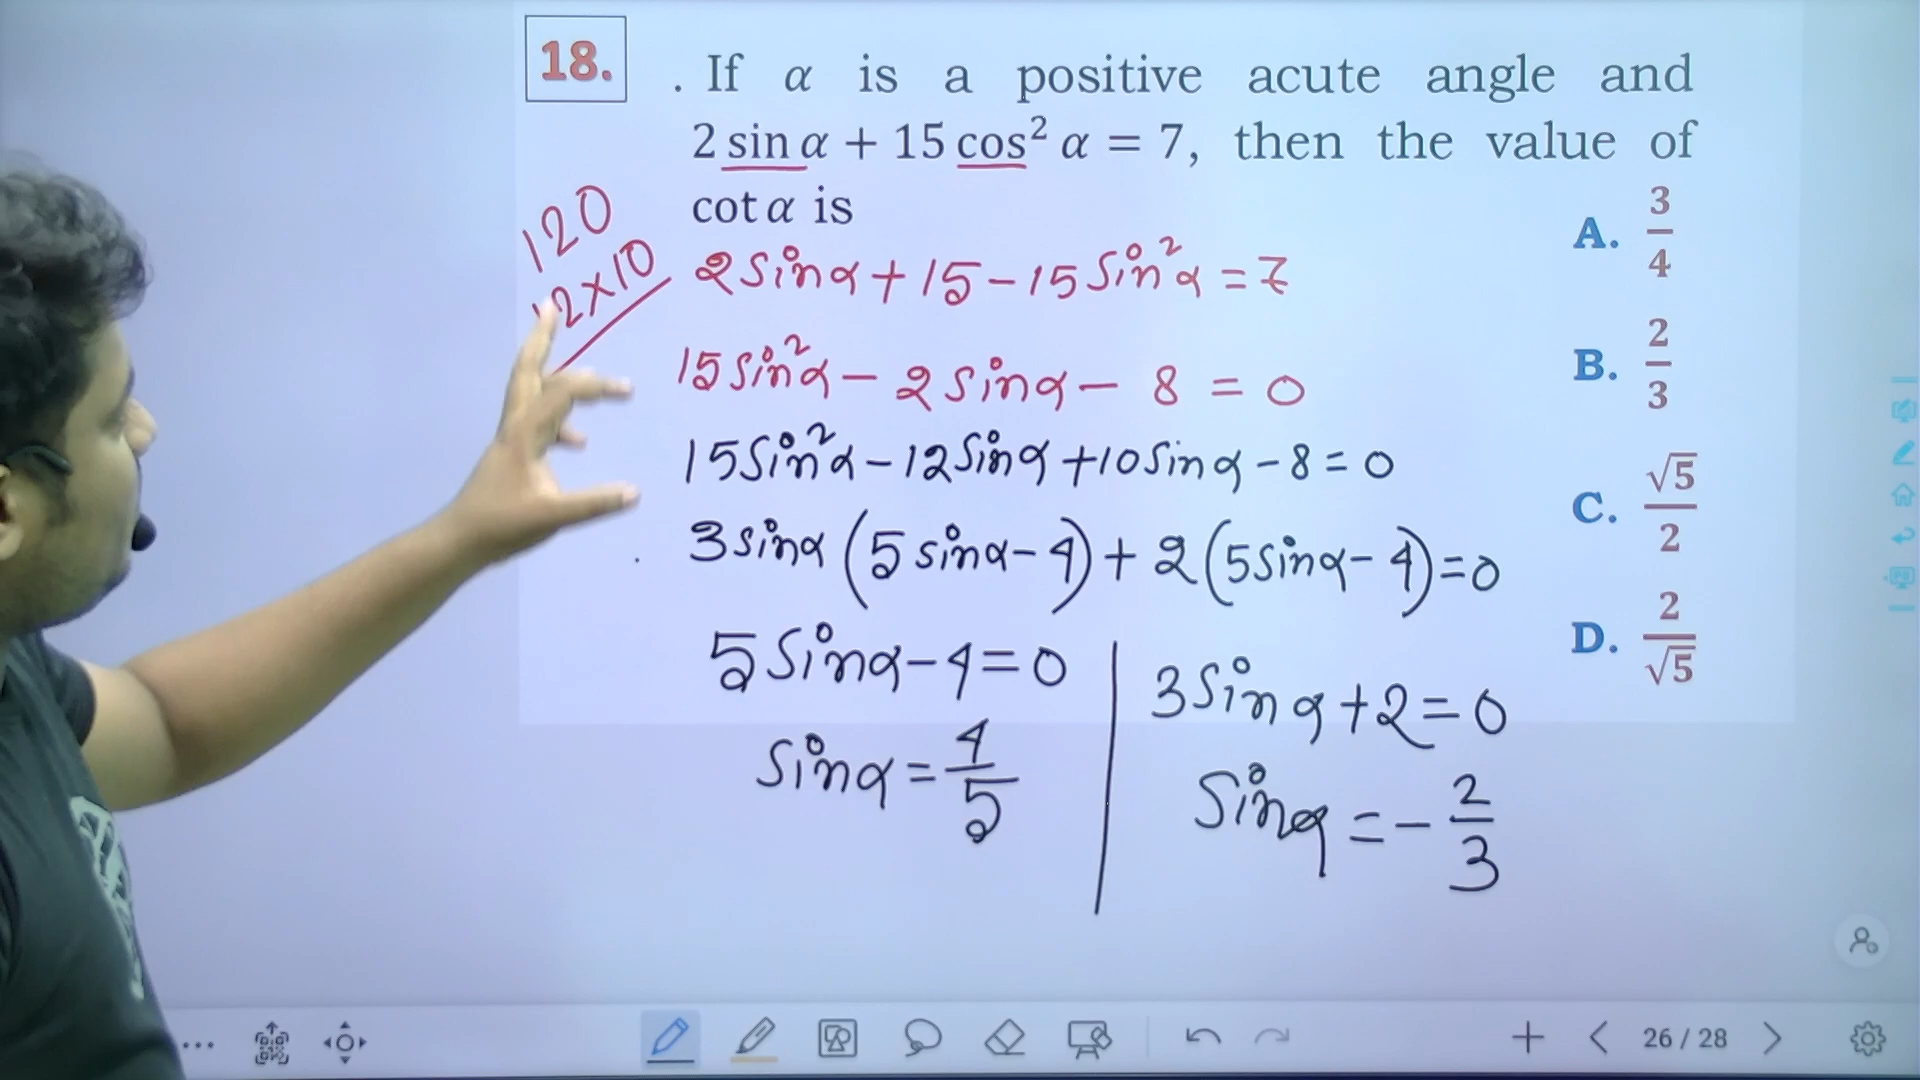 18.
. If α is a positive acute angle and
2 sin α + 15 cos² α = 7, then the value of
cot α is
120
12×10
2sinα + 15 - 15sin²α = 7
15sin²α - 2sinα - 8 = 0
15sin²α - 12sinα + 10sinα - 8 = 0
3sinα (5sinα - 4) + 2(5sinα - 4) = 0
5sinα - 4 = 0
sinα = 4/5
3sinα + 2 = 0
sinα = - 2/3
A. 3/4
B. 2/3
C. √5/2
D. 2/√5
26 / 28